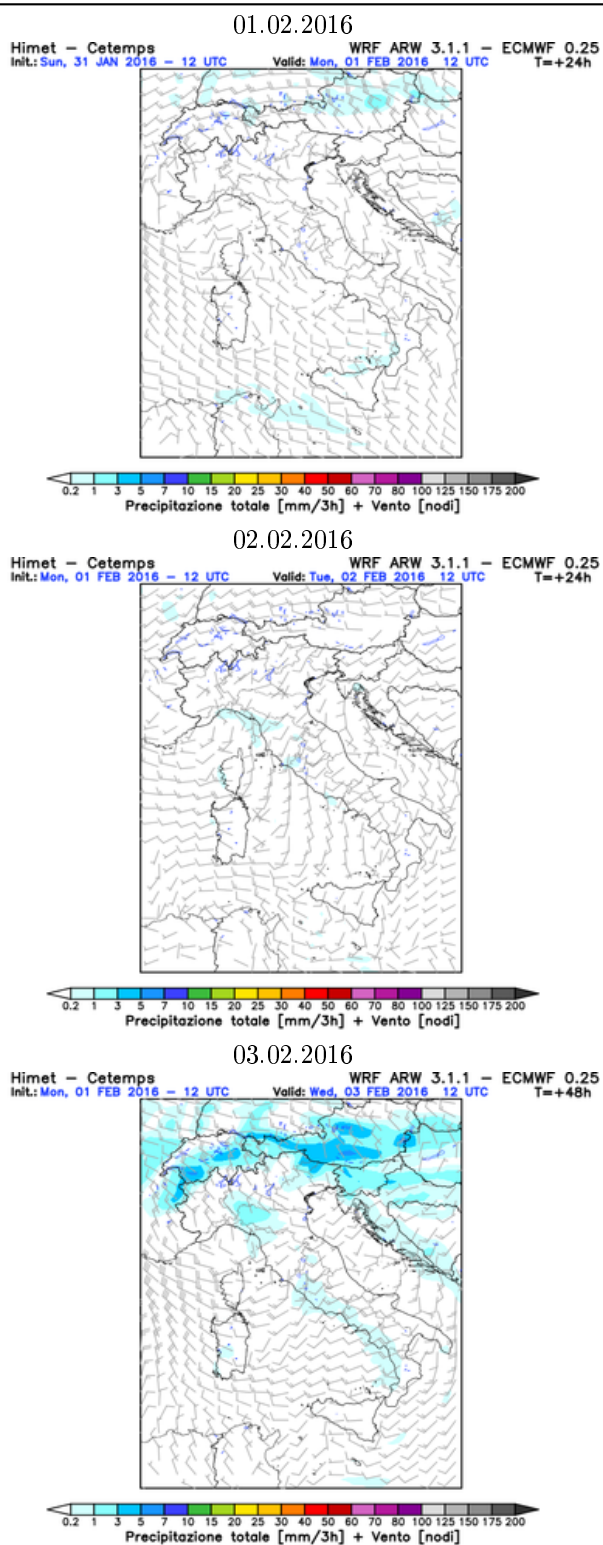 01.02.2016
Himet – Cetemps WRF ARW 3.1.1 – ECMWF 0.25
Init.: Sun, 31 JAN 2016 – 12 UTC Valid: Mon, 01 FEB 2016 12 UTC T=+24h
0.2 1 3 5 7 10 15 20 25 30 40 50 60 70 80 100 125 150 175 200
Precipitazione totale [mm/3h] + Vento [nodi]
02.02.2016
Himet – Cetemps WRF ARW 3.1.1 – ECMWF 0.25
Init.: Mon, 01 FEB 2016 – 12 UTC Valid: Tue, 02 FEB 2016 12 UTC T=+24h
0.2 1 3 5 7 10 15 20 25 30 40 50 60 70 80 100 125 150 175 200
Precipitazione totale [mm/3h] + Vento [nodi]
03.02.2016
Himet – Cetemps WRF ARW 3.1.1 – ECMWF 0.25
Init.: Mon, 01 FEB 2016 – 12 UTC Valid: Wed, 03 FEB 2016 12 UTC T=+48h
0.2 1 3 5 7 10 15 20 25 30 40 50 60 70 80 100 125 150 175 200
Precipitazione totale [mm/3h] + Vento [nodi]